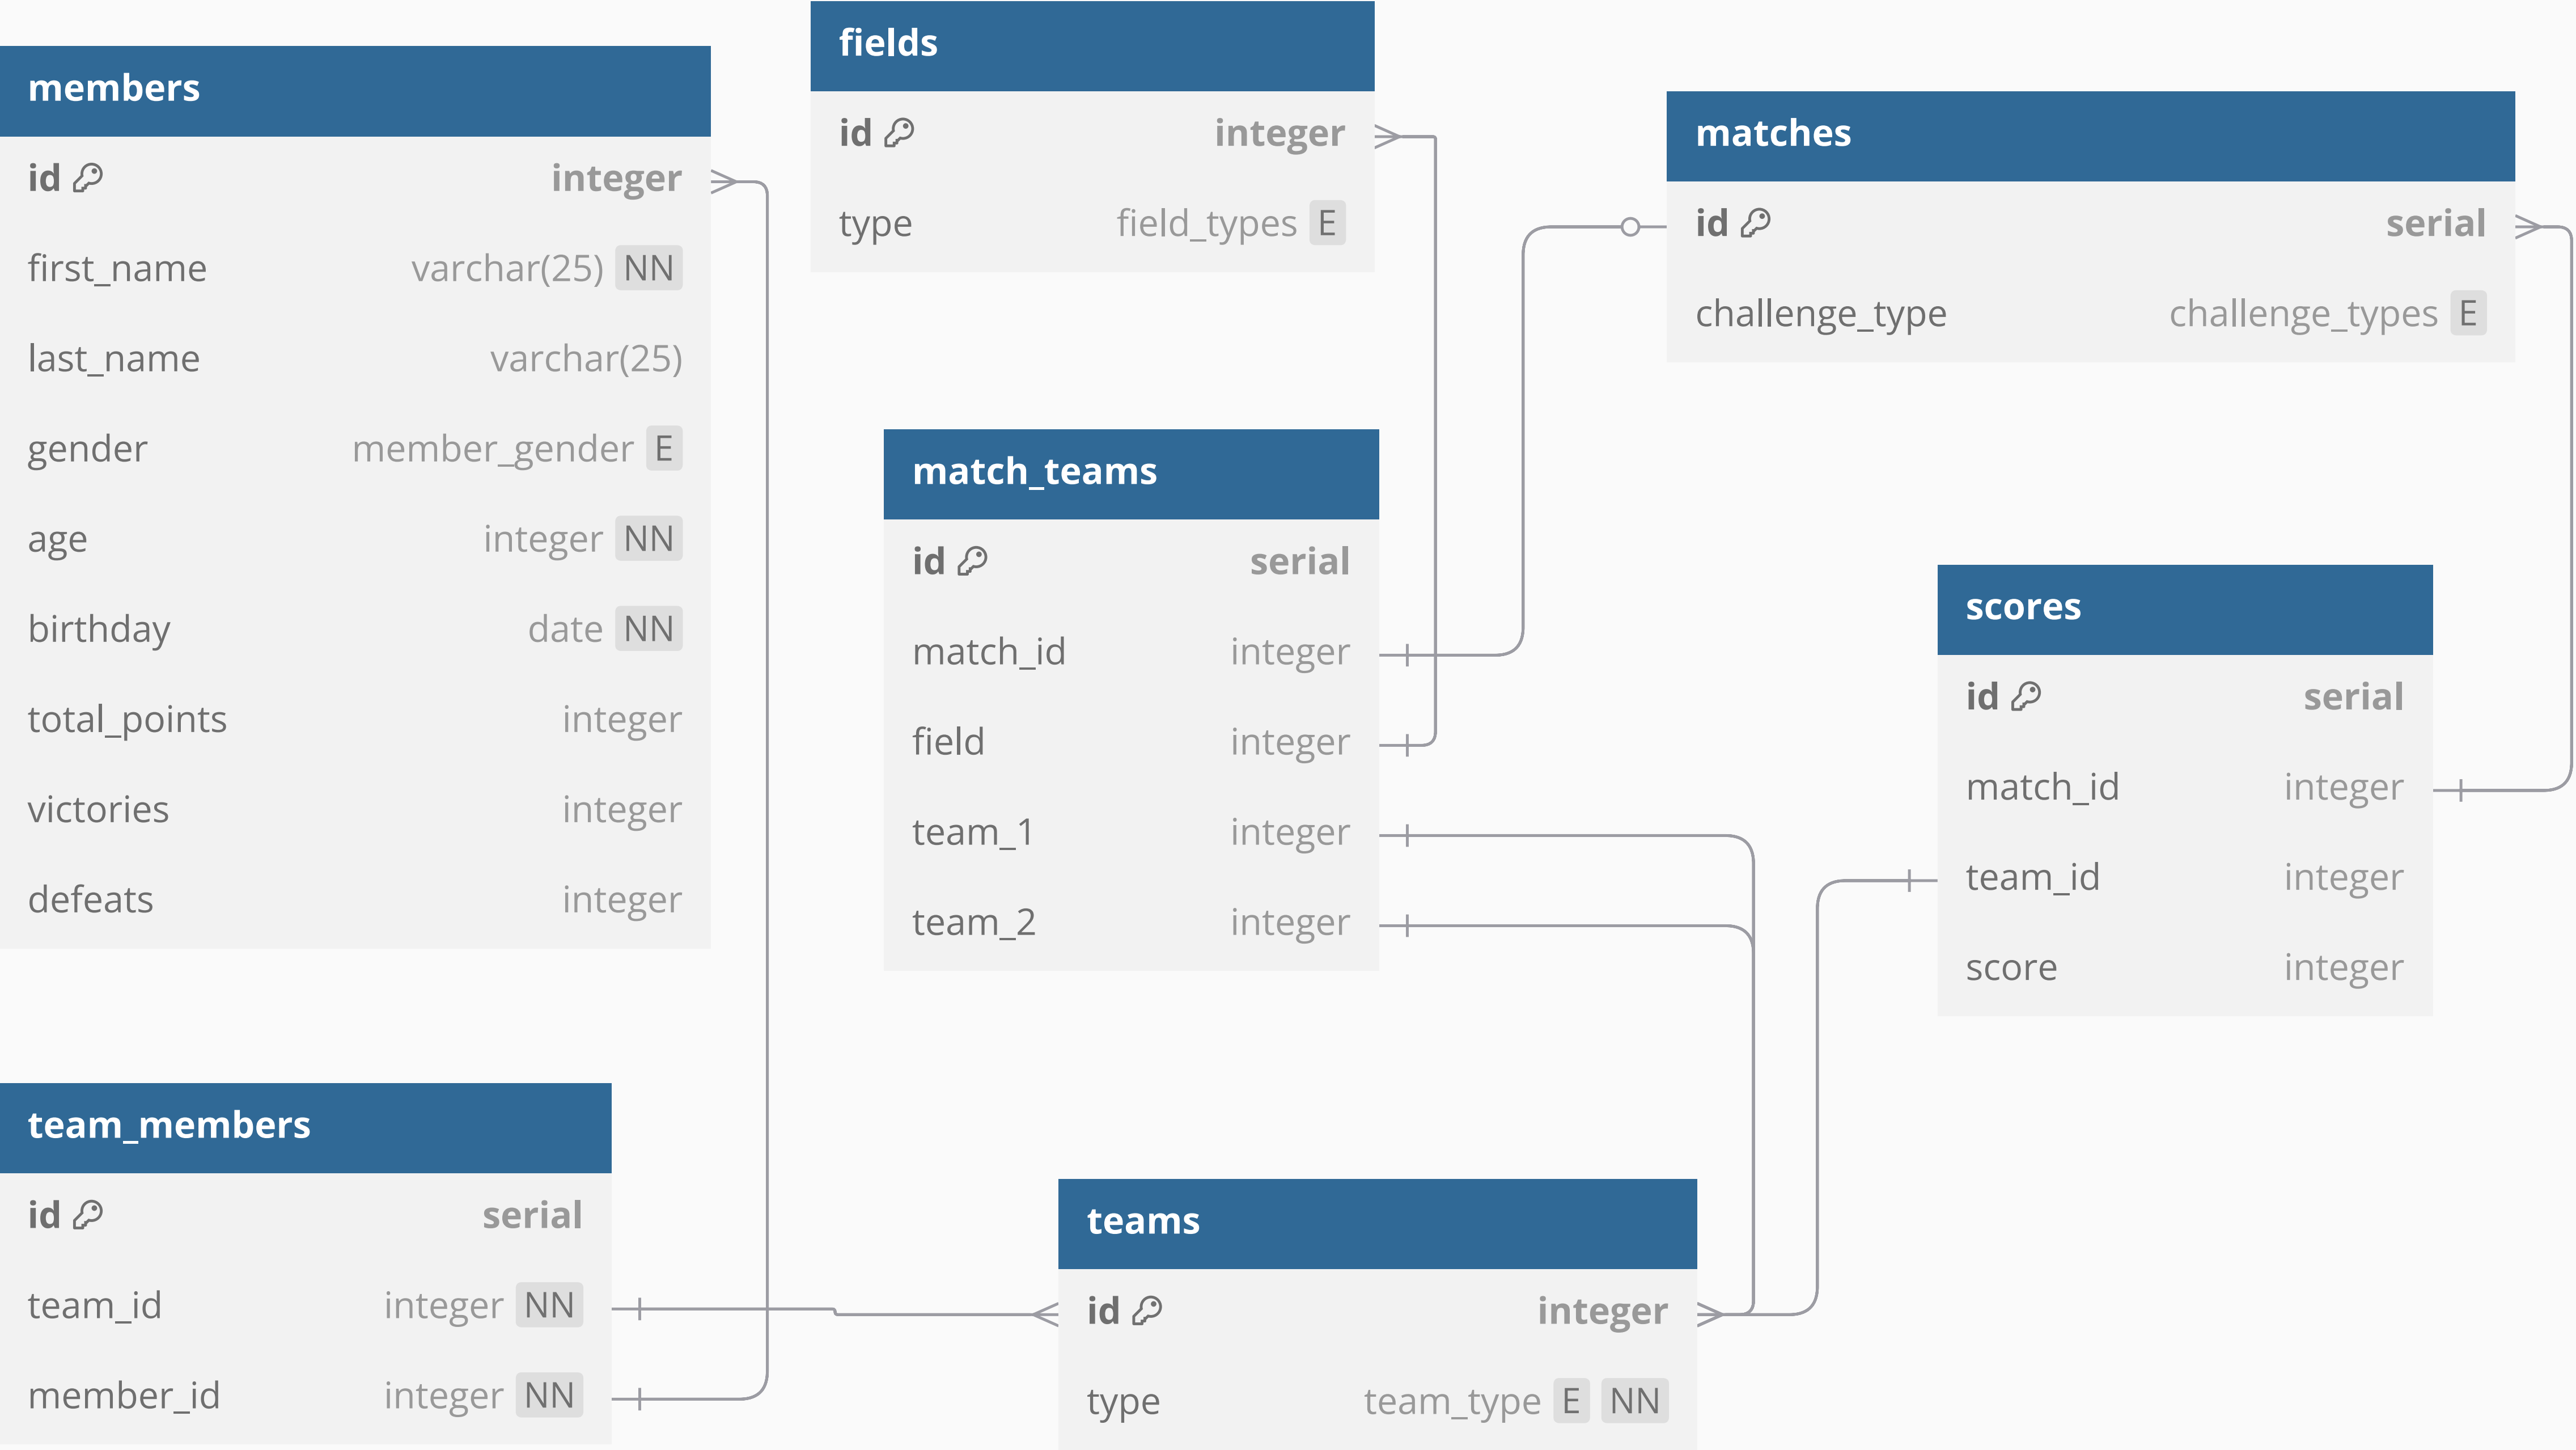 members
id integer
first_name varchar(25) NN
last_name varchar(25)
gender member_gender E
age integer NN
birthday date NN
total_points integer
victories integer
defeats integer
fields
id integer
type field_types E
matches
id serial
challenge_type challenge_types E
match_teams
id serial
match_id integer
field integer
team_1 integer
team_2 integer
scores
id serial
match_id integer
team_id integer
score integer
team_members
id serial
team_id integer NN
member_id integer NN
teams
id integer
type team_type E NN